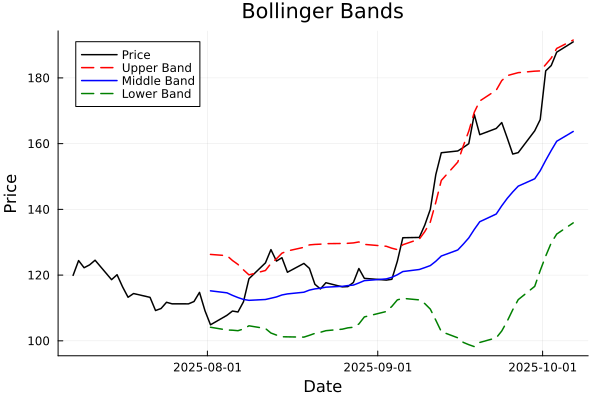 Bollinger Bands
Price
Upper Band
Middle Band
Lower Band
180
160
140
120
100
Price
2025-08-01
2025-09-01
2025-10-01
Date